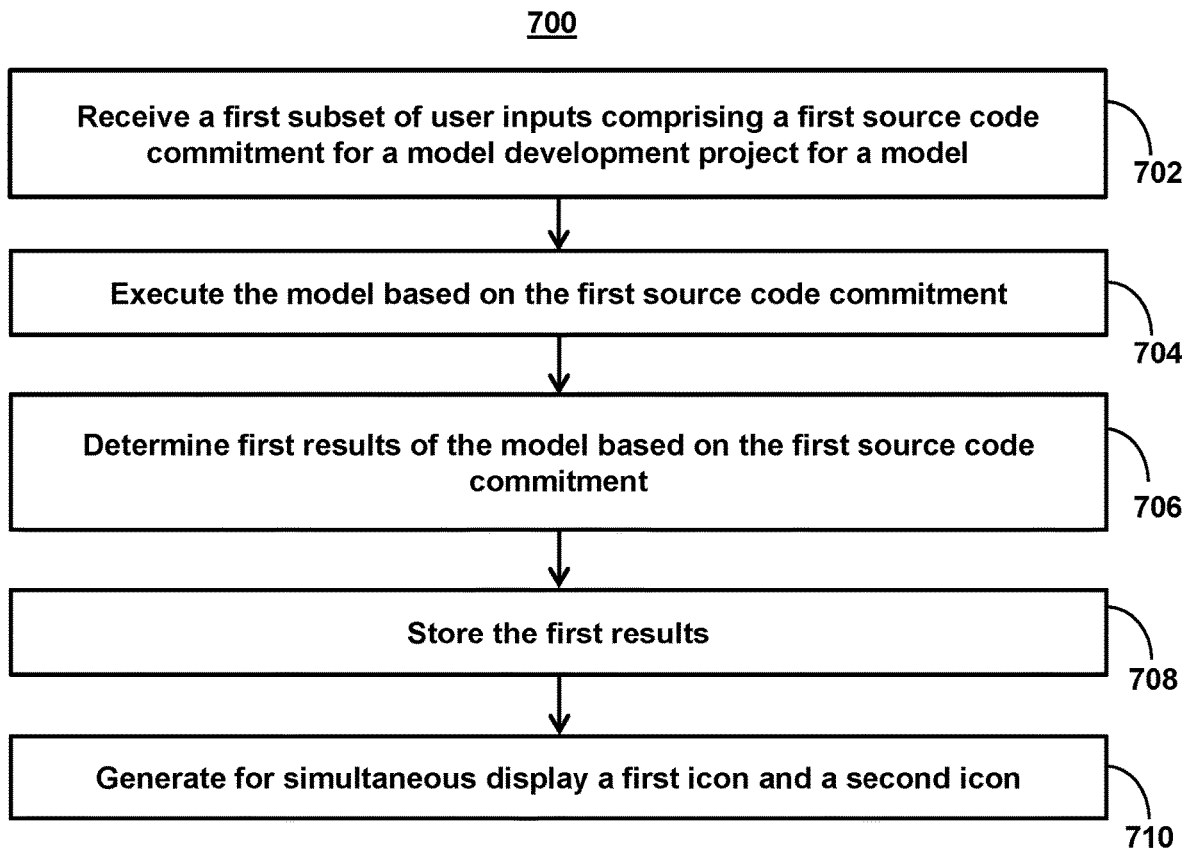 700
Receive a first subset of user inputs comprising a first source code
commitment for a model development project for a model
702
Execute the model based on the first source code commitment
704
Determine first results of the model based on the first source code
commitment
706
Store the first results
708
Generate for simultaneous display a first icon and a second icon
710